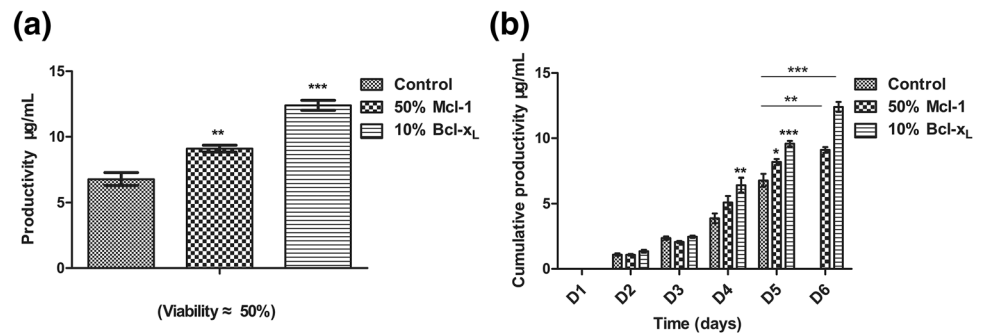 (a)
Productivity µg/mL
15
10
5
0
**
***
(Viability ≈ 50%)
Control
50% Mcl-1
10% Bcl-xL
(b)
Cumulative productivity µg/mL
15
10
5
0
**
*
***
**
***
D1
D2
D3
D4
D5
D6
Time (days)
Control
50% Mcl-1
10% Bcl-xL